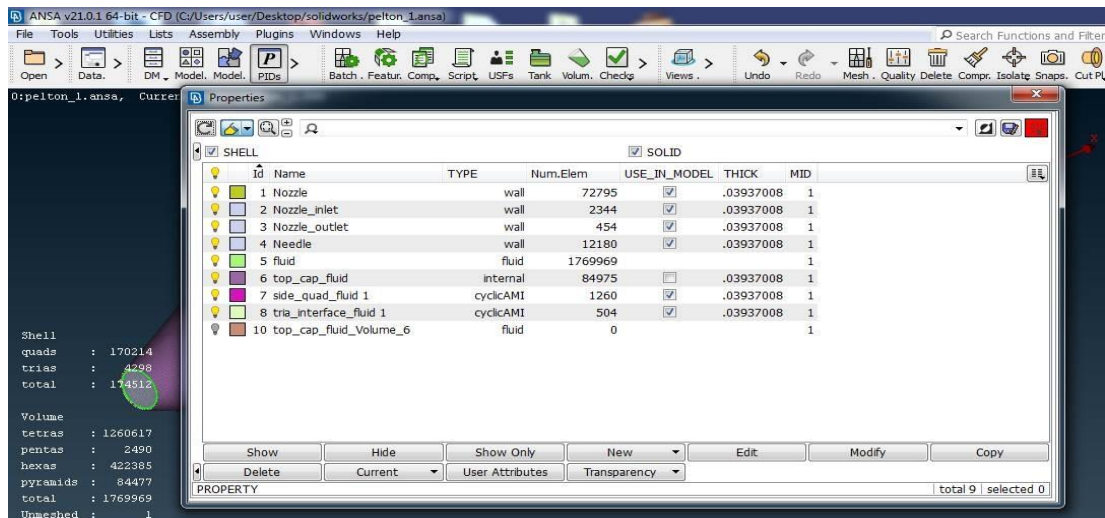 ANSA v21.0.1 64-bit - CFD (C:/Users/user/Desktop/solidworks/pelton_1.ansa)
File Tools Utilities Lists Assembly Plugins Windows Help Search Functions and Filter
Open Data. DM Model. Model. PIDs Batch. Featur. Comp. Script. USFs Tank Volum. Checks Views. Undo Redo Mesh. Quality Delete Compr. Isolate Snaps. Cut PL
0:pelton_1.ansa, Curren
Properties
SHELL SOLID
Id Name TYPE Num.Elem USE_IN_MODEL THICK MID
1 Nozzle wall 72795 .03937008 1
2 Nozzle_inlet wall 2344 .03937008 1
3 Nozzle_outlet wall 454 .03937008 1
4 Needle wall 12180 .03937008 1
5 fluid fluid 1769969 1
6 top_cap_fluid internal 84975 .03937008 1
7 side_quad_fluid 1 cyclicAMI 1260 .03937008 1
8 tria_interface_fluid 1 cyclicAMI 504 .03937008 1
10 top_cap_fluid_Volume_6 fluid 0 1
Shell
quads : 170214
trias : 4298
total : 174512
Volume
tetras : 1260617
pentas : 2490
hexas : 422385
pyramids : 84477
total : 1769969
Unmeshed : 1
Show Hide Show Only New Edit Modify Copy
Delete Current User Attributes Transparency
PROPERTY total 9 selected 0